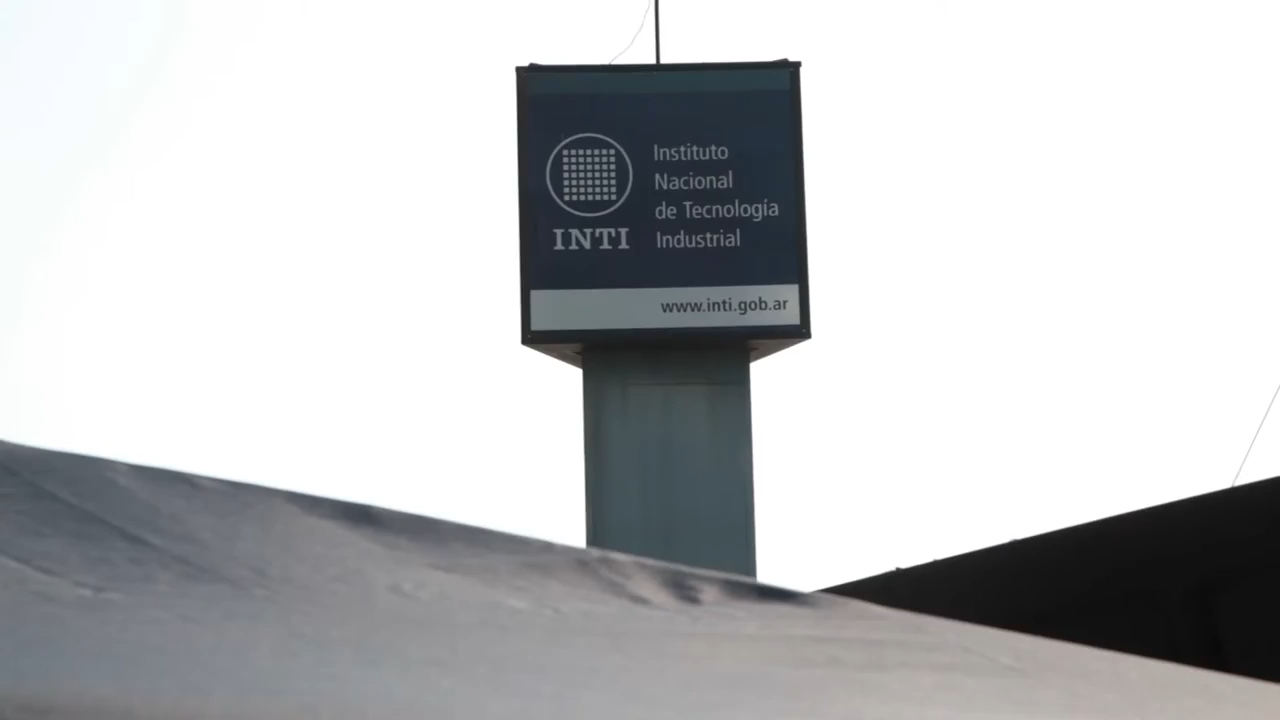 INTI
Instituto
Nacional
de Tecnología
Industrial
www.inti.gob.ar